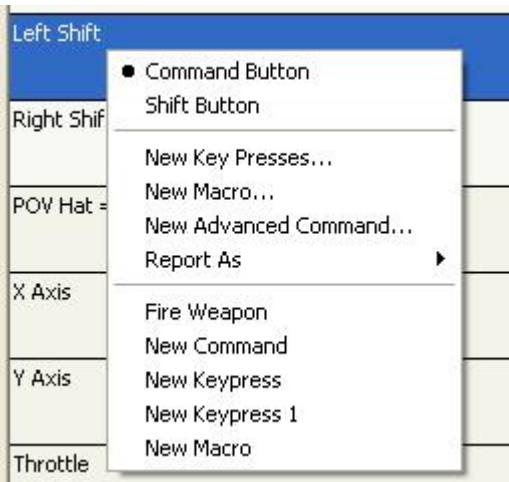 Left Shift
Command Button
Shift Button
Right Shif
New Key Presses...
New Macro...
POV Hat =
New Advanced Command...
Report As
X Axis
Fire Weapon
New Command
Y Axis
New Keypress
New Keypress 1
New Macro
Throttle